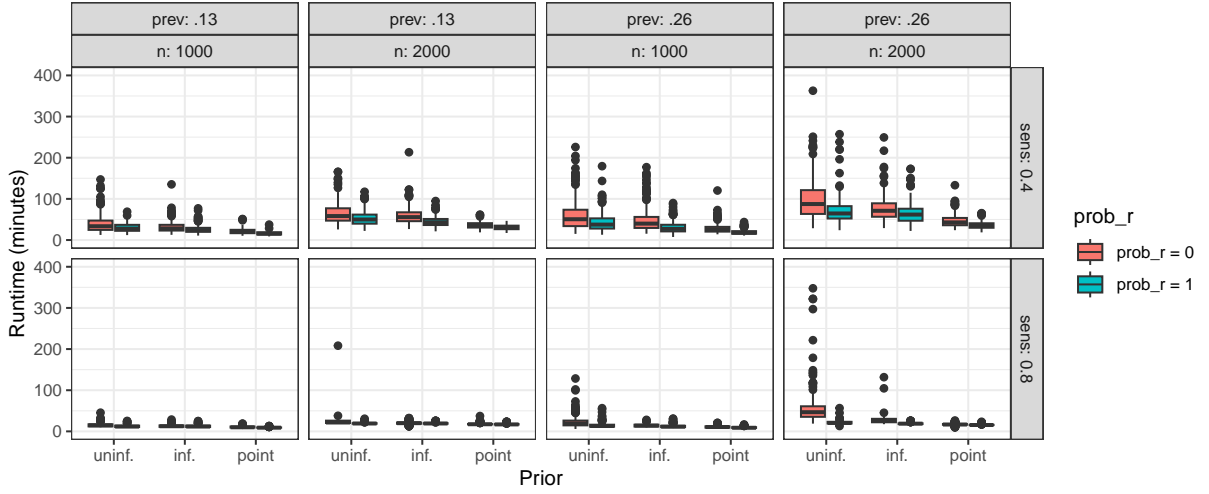 prev: .13
prev: .13
prev: .26
prev: .26
n: 1000
n: 2000
n: 1000
n: 2000
400
300
200
100
0
sens: 0.4
400
300
200
100
0
sens: 0.8
Runtime (minutes)
uninf. inf. point
uninf. inf. point
uninf. inf. point
uninf. inf. point
Prior
prob_r
prob_r = 0
prob_r = 1